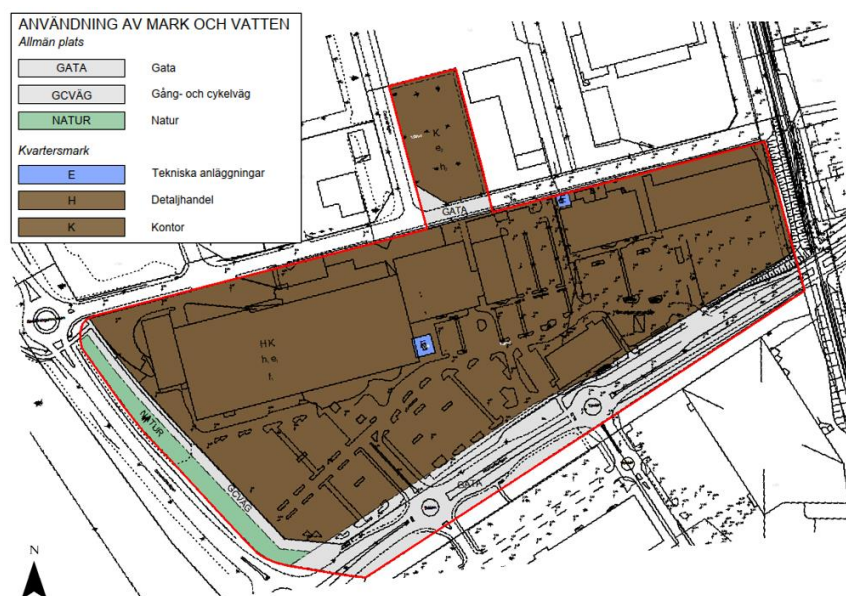 ANVÄNDNING AV MARK OCH VATTEN
Allmän plats
GATA Gata
GCVÄG Gång- och cykelväg
NATUR Natur
Kvartersmark
E Tekniska anläggningar
H Detaljhandel
K Kontor
K
e,
h,
GATA
HK
h, e,
f,
NATUR
GCVÄG
GATA
N